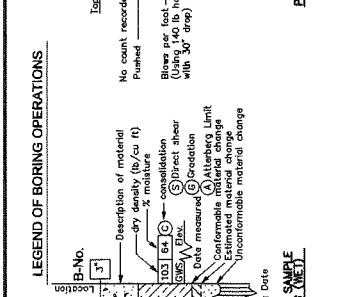 LEGEND OF BORING OPERATIONS
Location
B-No.
3"
Description of material
dry density (lb/cu ft)
% moisture
103 64 C consolidation
S Direct shear
G Gradation
A Atterberg Limit
GWS Elev.
Date measured
Conformable material change
Estimated material change
Unconformable material change
No count recorde
Pushed
Blows per foot
(Using 140 lb h
with 30" drop)
g Date
SAMPLE
(WET)